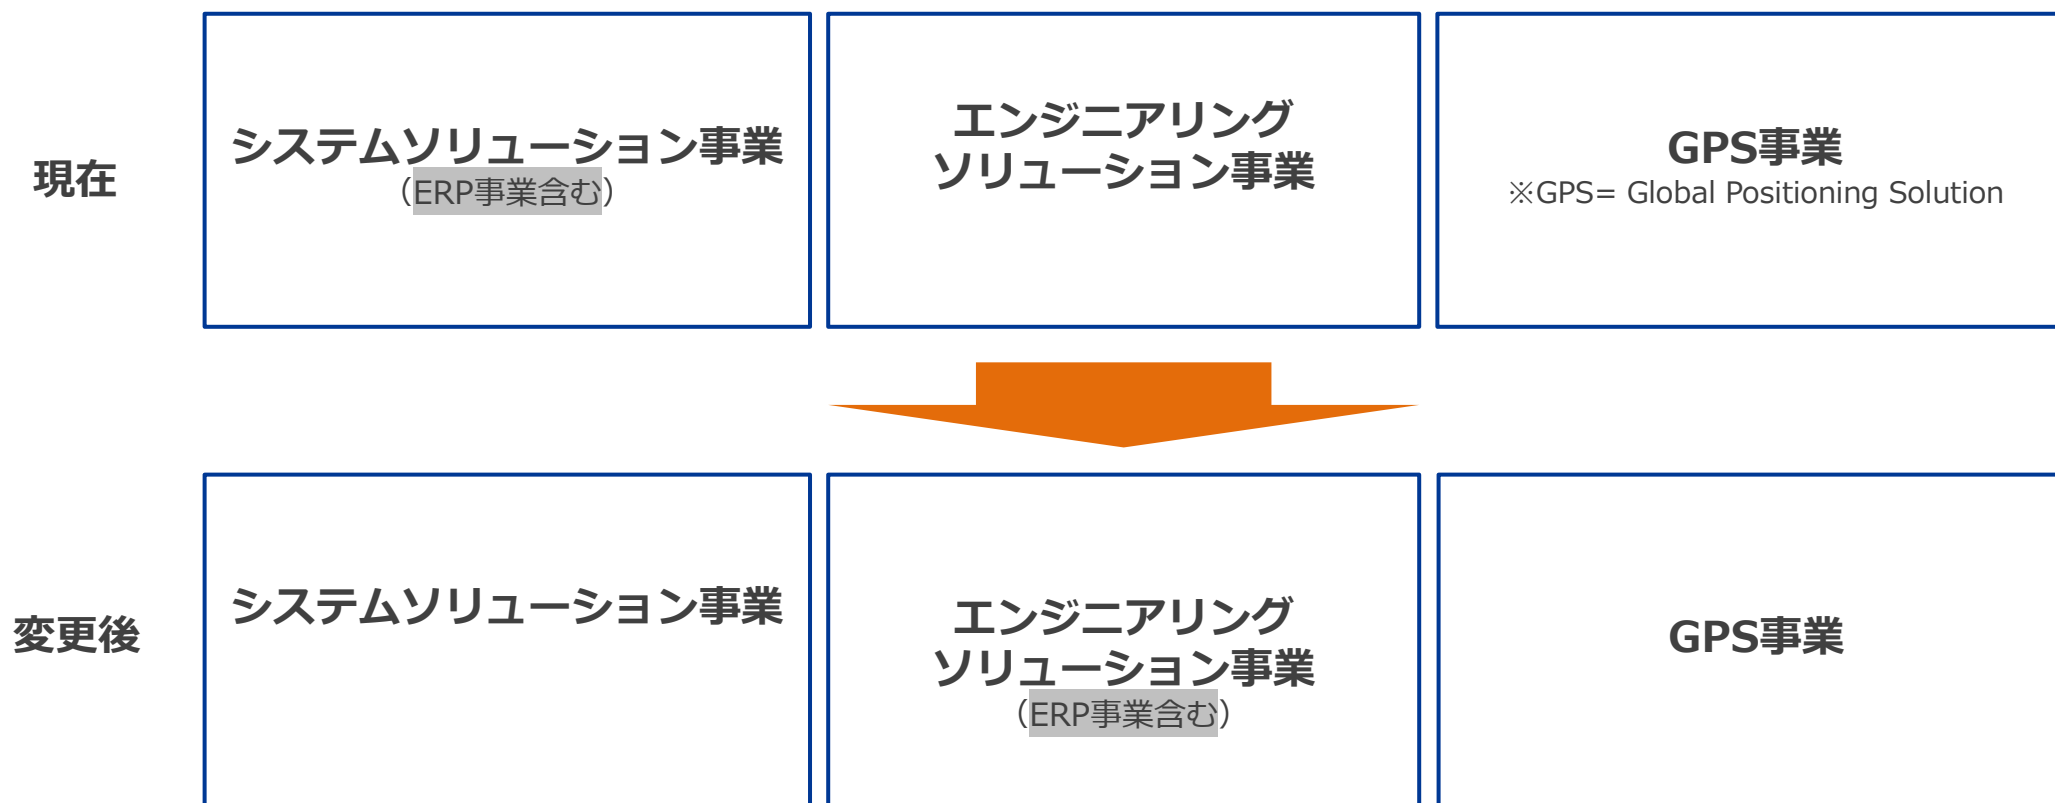 現在
システムソリューション事業
（ERP事業含む）
エンジニアリング
ソリューション事業
GPS事業
※GPS= Global Positioning Solution
変更後
システムソリューション事業
エンジニアリング
ソリューション事業
（ERP事業含む）
GPS事業